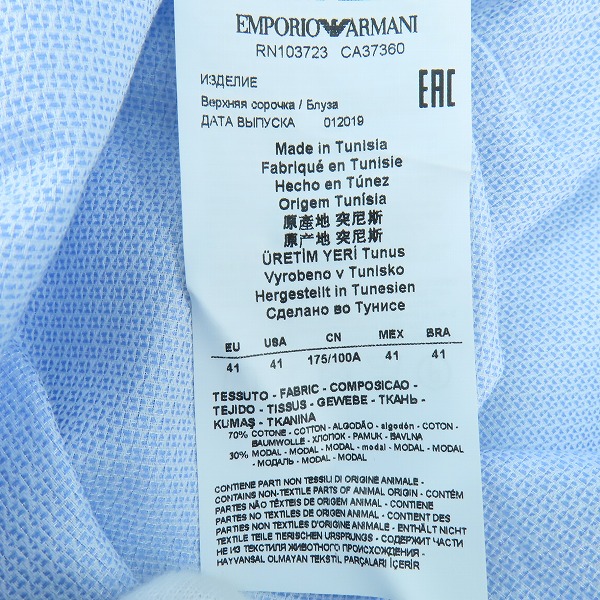 EMPORIO ARMANI
RN103723 CA37360
ИЗДЕЛИЕ
Верхняя сорочка / Блуза
ДАТА ВЫПУСКА 012019
EAC
Made in Tunisia
Fabriqué en Tunisie
Hecho en Túnez
Origem Tunísia
原產地 突尼斯
原产地 突尼斯
ÜRETİM YERİ Tunus
Vyrobeno v Tunisko
Hergestellt in Tunesien
Сделано во Тунисе
EU USA CN MEX BRA
41 41 175/100A 41 41
TESSUTO - FABRIC - COMPOSICAO -
TEJIDO - TISSUS - GEWEBE - ТКАНЬ -
KUMAŞ - TKANINA
70% COTONE - COTTON - ALGODÃO - algodón - COTON -
BAUMWOLLE - ХЛОПОК - PAMUK - BAVLNA
30% MODAL - MODAL - MODAL - modal - MODAL - MODAL
- МОДАЛЬ - MODAL - MODAL
CONTIENE PARTI NON TESSILI DI ORIGINE ANIMALE -
CONTAINS NON-TEXTILE PARTS OF ANIMAL ORIGIN - CONTÉM
PARTES NÃO TÊXTEIS DE ORIGEM ANIMAL - CONTIENE
PARTES NO TEXTILES DE ORIGEN ANIMAL - CONTIENT DES
PARTIES NON TEXTILES D'ORIGINE ANIMALE - ENTHÄLT NICHT
TEXTILE TEILE TIERISCHEN URSPRUNGS - СОДЕРЖИТ ЧАСТИ
НЕ ИЗ ТЕКСТИЛЯ ЖИВОТНОГО ПРОИСХОЖДЕНИЯ -
HAYVANSAL OLMAYAN TEKSTİL PARÇALARI İÇERİR